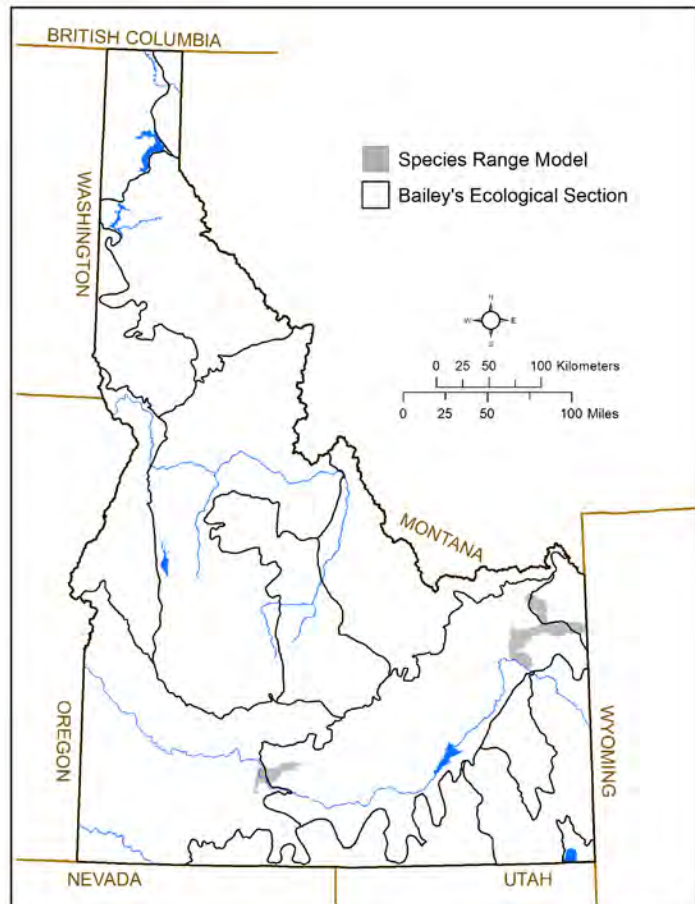 BRITISH COLUMBIA
WASHINGTON
Species Range Model
Bailey's Ecological Section
N
W
E
S
0 25 50 100 Kilometers
0 25 50 100 Miles
MONTANA
OREGON
WYOMING
NEVADA
UTAH